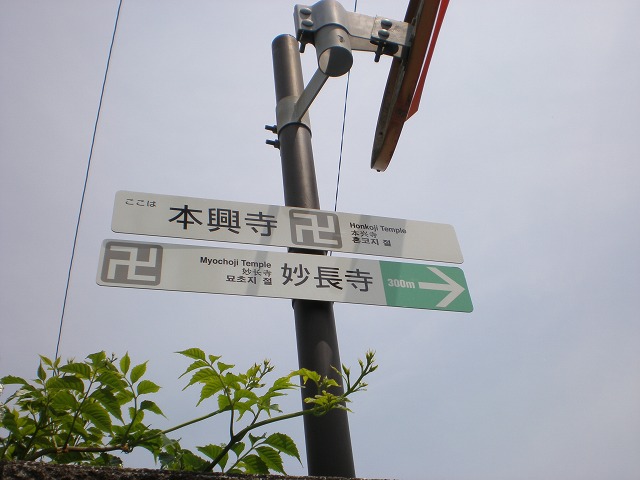 ここは
本興寺
卍
Honkoji Temple
本兴寺
혼코지 절
卍
Myochoji Temple
妙长寺
묘초지 절
妙長寺
300m